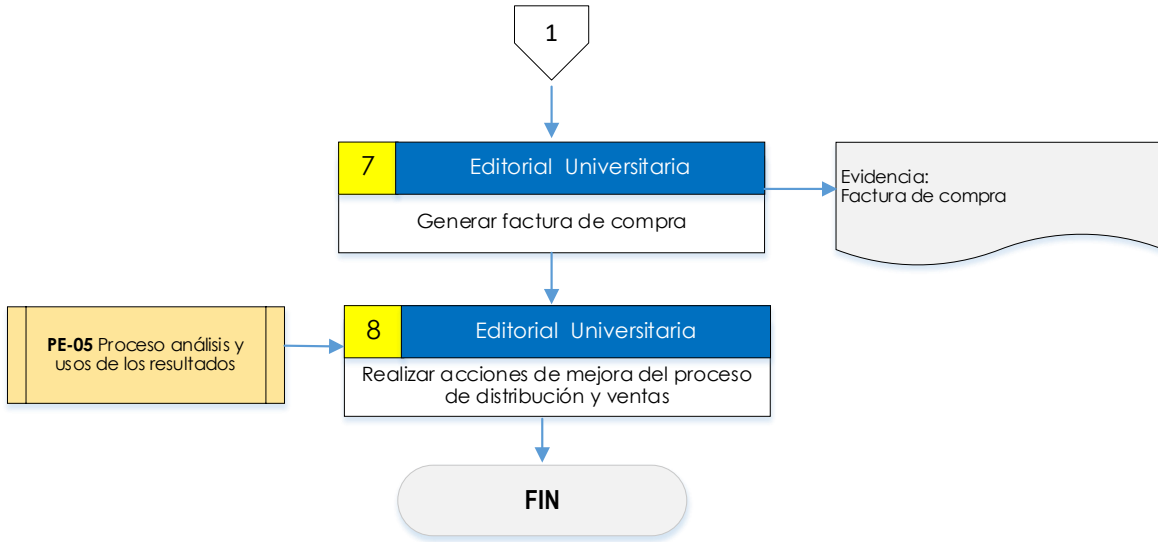 1
7
Editorial Universitaria
Generar factura de compra
Evidencia:
Factura de compra
PE-05 Proceso análisis y
usos de los resultados
8
Editorial Universitaria
Realizar acciones de mejora del proceso
de distribución y ventas
FIN